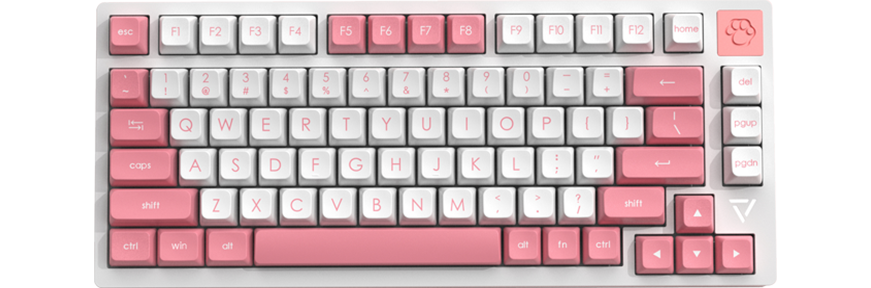 esc F1 F2 F3 F4 F5 F6 F7 F8 F9 F10 F11 F12 home
` 1 2 3 4 5 6 7 8 9 0 - = ← del
~ ! @ # $ % ^ & * ( ) _ +
Q W E R T Y U I O P [ ] | \ pgup
caps A S D F G H J K L ; : ' " ↵ pgdn
shift Z X C V B N M < , > . ? / shift ▲
ctrl win alt alt fn ctrl ◄ ▼ ►